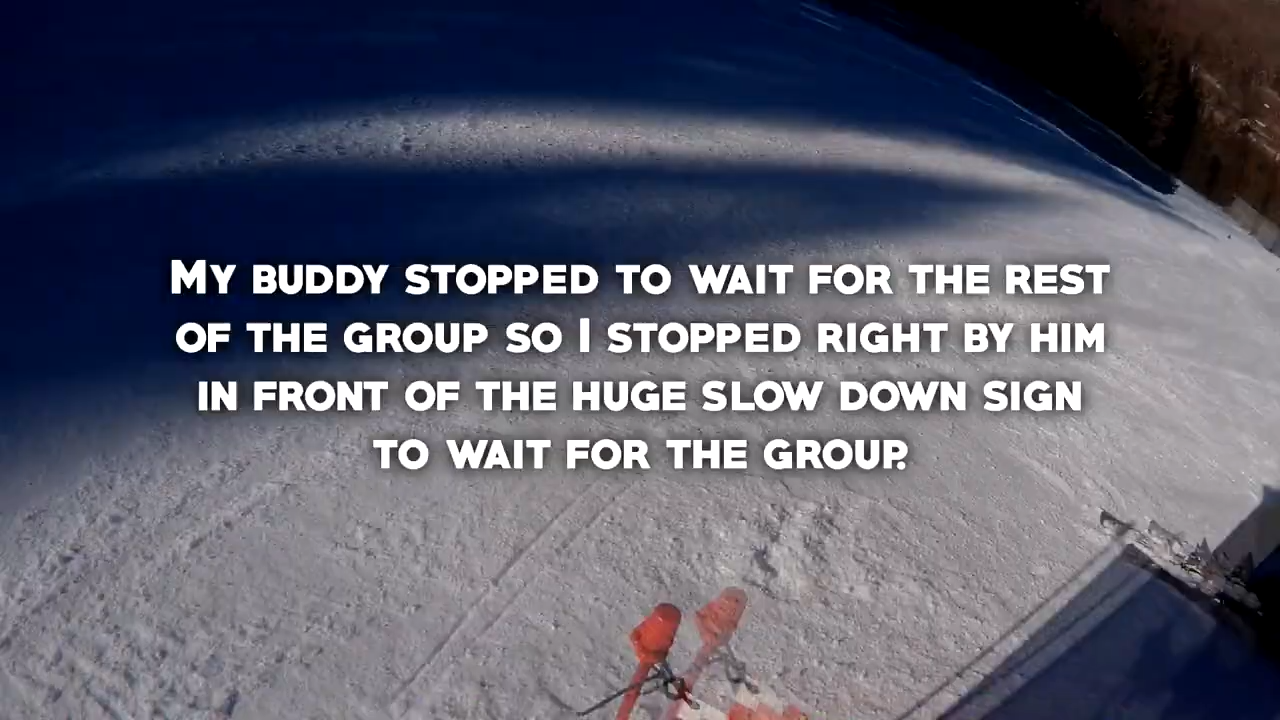 My buddy stopped to wait for the rest
of the group so I stopped right by him
in front of the huge slow down sign
to wait for the group.